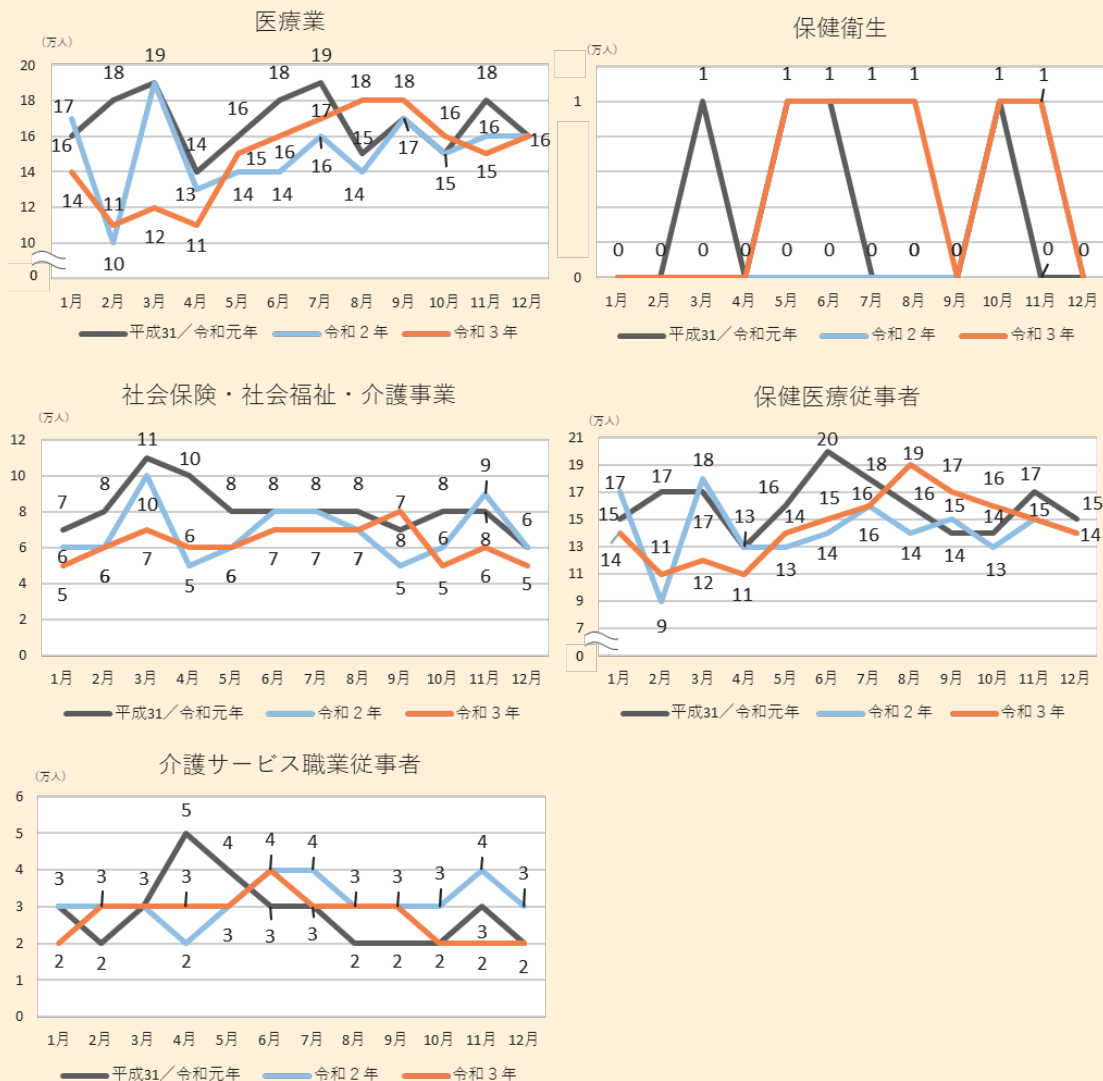 医療業
(万人)
20
18
16
14
12
10
0
17
16
18
19
14
16
18
19
18
18
16
18
16
14
11
10
12
13
11
15
14
16
14
17
16
15
14
17
15
16
15
1月 2月 3月 4月 5月 6月 7月 8月 9月 10月 11月 12月
平成31/令和元年 令和2年 令和3年
保健衛生
(万人)
1
0
1 1 1 1 1 1 1
0 0 0 0 0 0 0 0 0 0 0 0
1月 2月 3月 4月 5月 6月 7月 8月 9月 10月 11月 12月
平成31/令和元年 令和2年 令和3年
社会保険・社会福祉・介護事業
(万人)
12
10
8
6
4
2
0
7 8 11 10 8 8 8 8 7 8 9 6
6 10 6 8 6 8
5 6 7 5 6 7 7 7 5 6 5
1月 2月 3月 4月 5月 6月 7月 8月 9月 10月 11月 12月
平成31/令和元年 令和2年 令和3年
保健医療従事者
(万人)
21
19
17
15
13
11
9
7
0
17 17 18 13 16 20 18 19 17 16 17 15
15 11 17 14 15 16 16 15 14 15 14
14 9 12 11 13 14 16 14 14 13
1月 2月 3月 4月 5月 6月 7月 8月 9月 10月 11月 12月
平成31/令和元年 令和2年 令和3年
介護サービス職業従事者
(万人)
6
5
4
3
2
1
0
3 3 3 5 4 4 4 3 3 3 4 3
3
2 2 2 3 3 3 2 2 2 3 2
2
1月 2月 3月 4月 5月 6月 7月 8月 9月 10月 11月 12月
平成31/令和元年 令和2年 令和3年